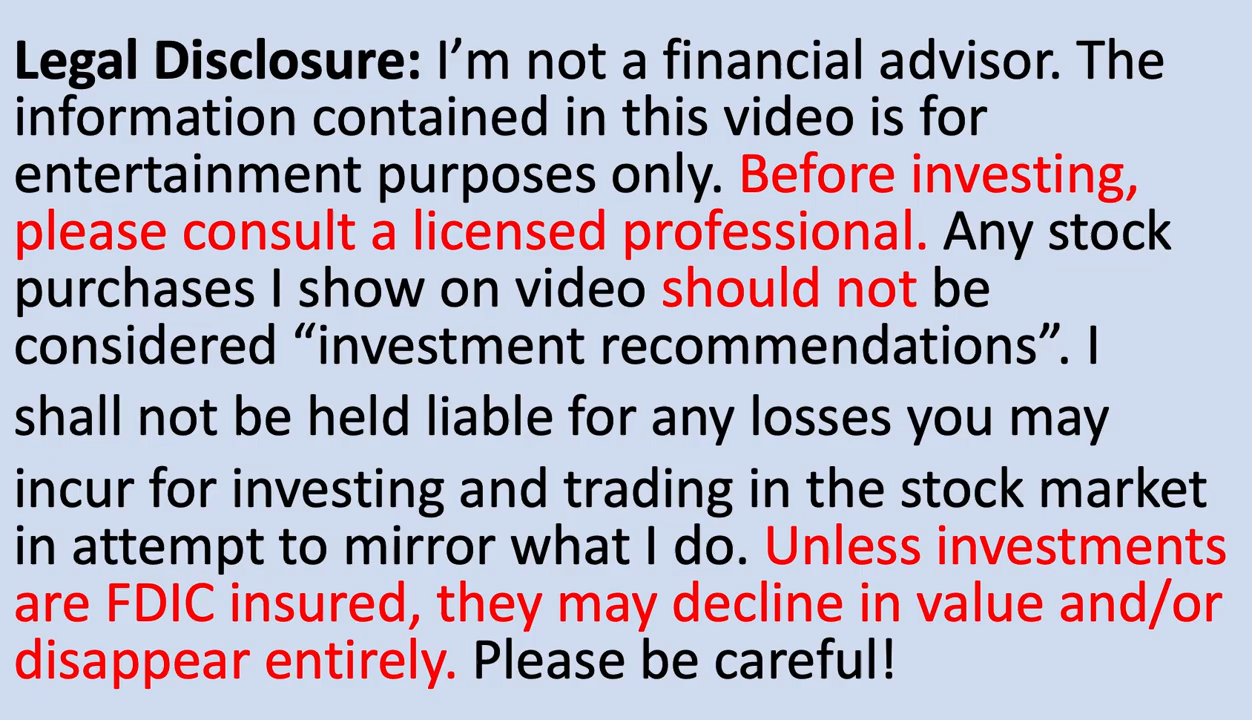 Legal Disclosure: I’m not a financial advisor. The
information contained in this video is for
entertainment purposes only. Before investing,
please consult a licensed professional. Any stock
purchases I show on video should not be
considered “investment recommendations”. I
shall not be held liable for any losses you may
incur for investing and trading in the stock market
in attempt to mirror what I do. Unless investments
are FDIC insured, they may decline in value and/or
disappear entirely. Please be careful!